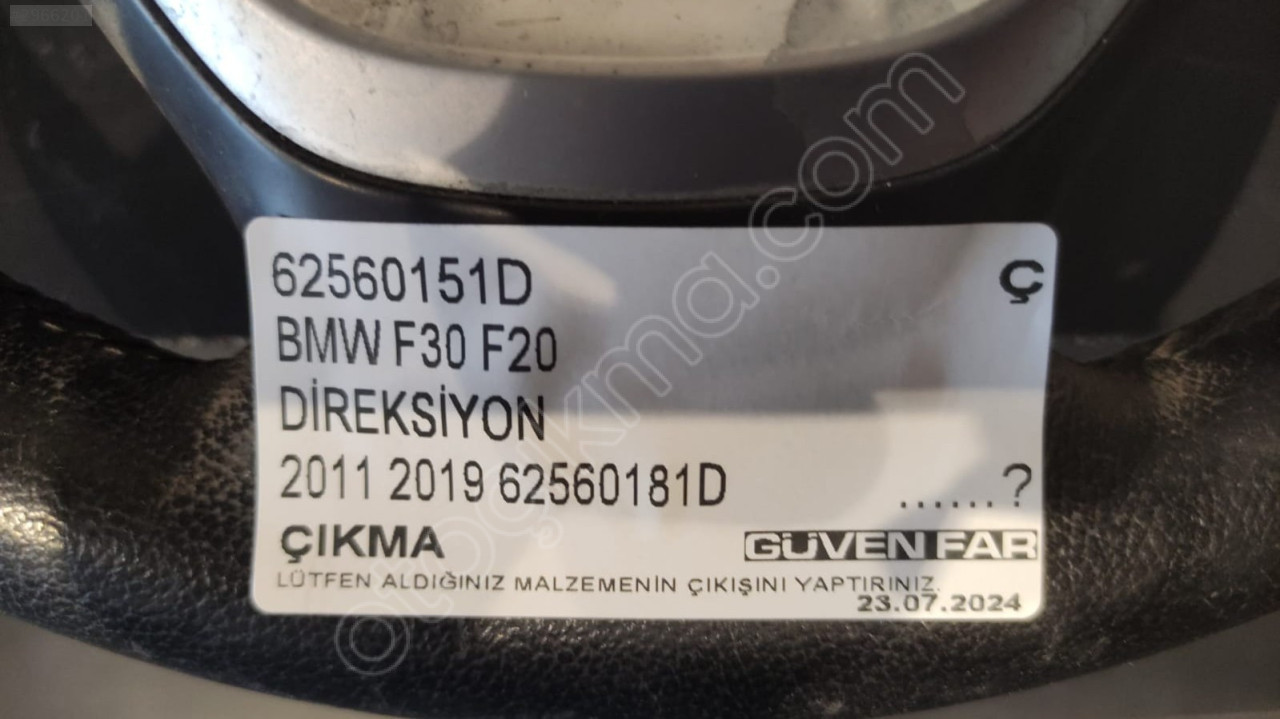 62560151D
Ç
BMW F30 F20
DİREKSİYON
2011 2019 62560181D
......?
ÇIKMA
GÜVEN FAR
LÜTFEN ALDIĞINIZ MALZEMENİN ÇIKIŞINI YAPTIRINIZ.
23.07.2024
otoçıkma.com